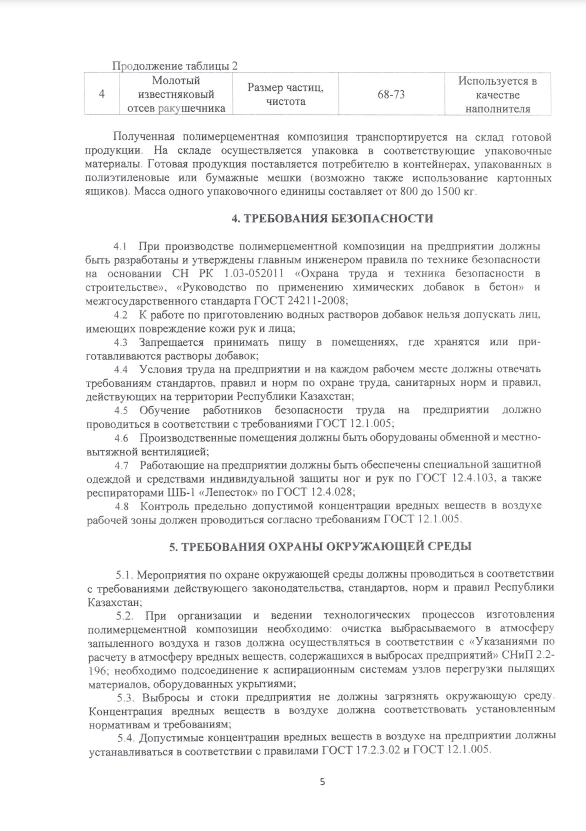 Продолжение таблицы 2
4 Молотый известняковый отсев ракушечника Размер частиц, чистота 68-73 Используется в качестве наполнителя
Полученная полимерцементная композиция транспортируется на склад готовой
продукции. На складе осуществляется упаковка в соответствующие упаковочные
материалы. Готовая продукция поставляется потребителю в контейнерах, упакованных в
полиэтиленовые или бумажные мешки (возможно также использование картонных
ящиков). Масса одного упаковочного единицы составляет от 800 до 1500 кг.
4. ТРЕБОВАНИЯ БЕЗОПАСНОСТИ
4.1 При производстве полимерцементной композиции на предприятии должны
быть разработаны и утверждены главным инженером правила по технике безопасности
на основании СН РК 1.03-052011 «Охрана труда и техника безопасности в
строительстве», «Руководство по применению химических добавок в бетон» и
межгосударственного стандарта ГОСТ 24211-2008;
4.2 К работе по приготовлению водных растворов добавок нельзя допускать лиц,
имеющих повреждение кожи рук и лица;
4.3 Запрещается принимать пищу в помещениях, где хранятся или при-
готавливаются растворы добавок;
4.4 Условия труда на предприятии и на каждом рабочем месте должны отвечать
требованиям стандартов, правил и норм по охране труда, санитарных норм и правил,
действующих на территории Республики Казахстан;
4.5 Обучение работников безопасности труда на предприятии должно
проводиться в соответствии с требованиями ГОСТ 12.1.005;
4.6 Производственные помещения должны быть оборудованы обменной и местно-
вытяжной вентиляцией;
4.7 Работающие на предприятии должны быть обеспечены специальной защитной
одеждой и средствами индивидуальной защиты ног и рук по ГОСТ 12.4.103, а также
респираторами ШБ-1 «Лепесток» по ГОСТ 12.4.028;
4.8 Контроль предельно допустимой концентрации вредных веществ в воздухе
рабочей зоны должен проводиться согласно требованиям ГОСТ 12.1.005.
5. ТРЕБОВАНИЯ ОХРАНЫ ОКРУЖАЮЩЕЙ СРЕДЫ
5.1. Мероприятия по охране окружающей среды должны проводиться в соответствии
с требованиями действующего законодательства, стандартов, норм и правил Республики
Казахстан;
5.2. При организации и ведении технологических процессов изготовления
полимерцементной композиции необходимо: очистка выбрасываемого в атмосферу
запыленного воздуха и газов должна осуществляться в соответствии с «Указаниями по
расчету в атмосферу вредных веществ, содержащихся в выбросах предприятий» СНиП 2.2-
196; необходимо подсоединение к аспирационным системам узлов перегрузки пылящих
материалов, оборудованных укрытиями;
5.3. Выбросы и стоки предприятия не должны загрязнять окружающую среду.
Концентрация вредных веществ в воздухе должна соответствовать установленным
нормативам и требованиям;
5.4. Допустимые концентрации вредных веществ в воздухе на предприятии должны
устанавливаться в соответствии с правилами ГОСТ 17.2.3.02 и ГОСТ 12.1.005.
5